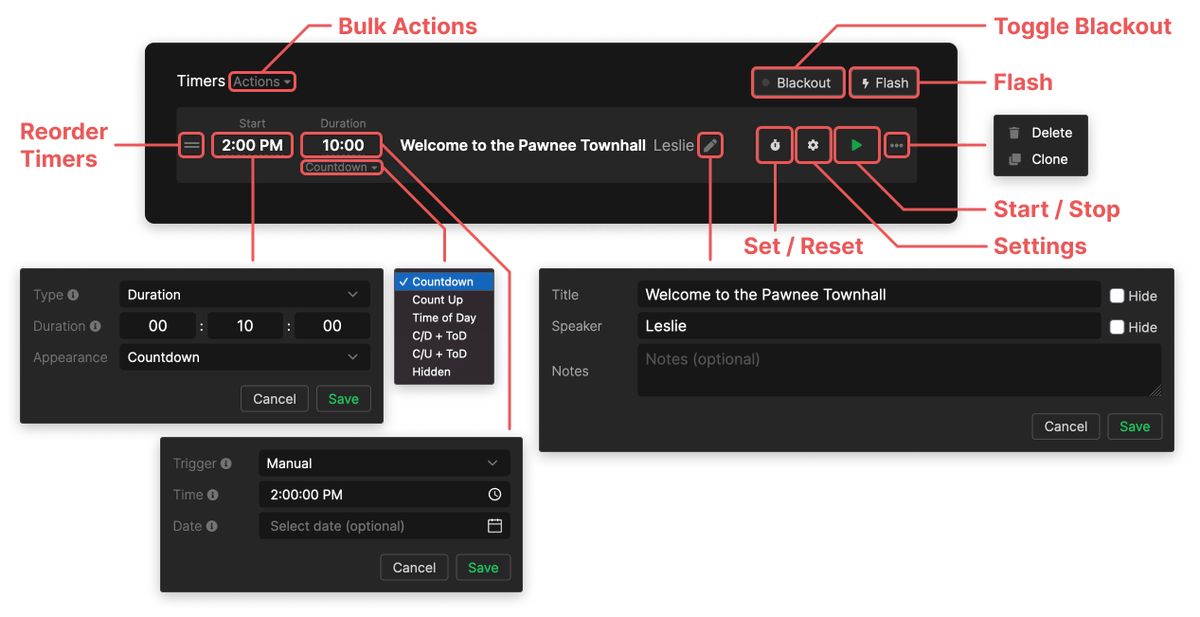 Bulk Actions
Toggle Blackout
Timers Actions
Blackout
Flash
Flash
Reorder
Timers
Start
Duration
2:00 PM
10:00
Countdown
Welcome to the Pawnee Townhall Leslie
Delete
Clone
Start / Stop
Set / Reset
Settings
Type
Duration
Duration
00 : 10 : 00
Appearance
Countdown
Cancel
Save
Countdown
Count Up
Time of Day
C/D + ToD
C/U + ToD
Hidden
Title
Welcome to the Pawnee Townhall
Hide
Speaker
Leslie
Hide
Notes
Notes (optional)
Cancel
Save
Trigger
Manual
Time
2:00:00 PM
Date
Select date (optional)
Cancel
Save